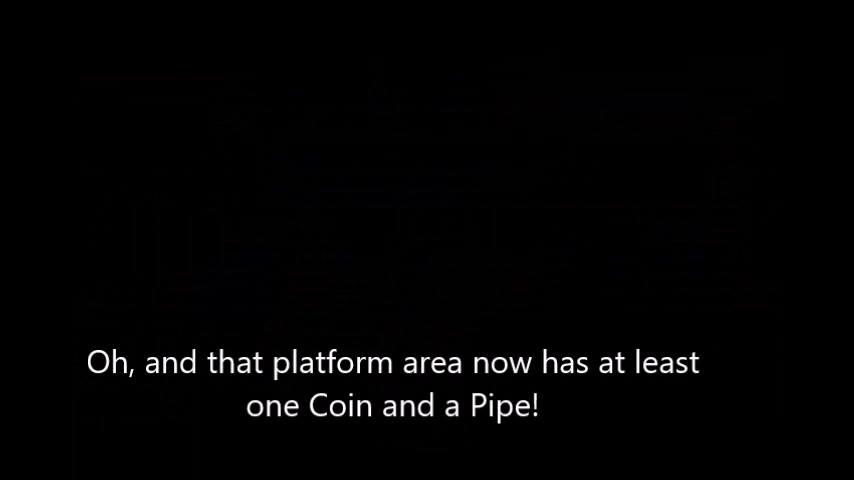 Oh, and that platform area now has at least
one Coin and a Pipe!